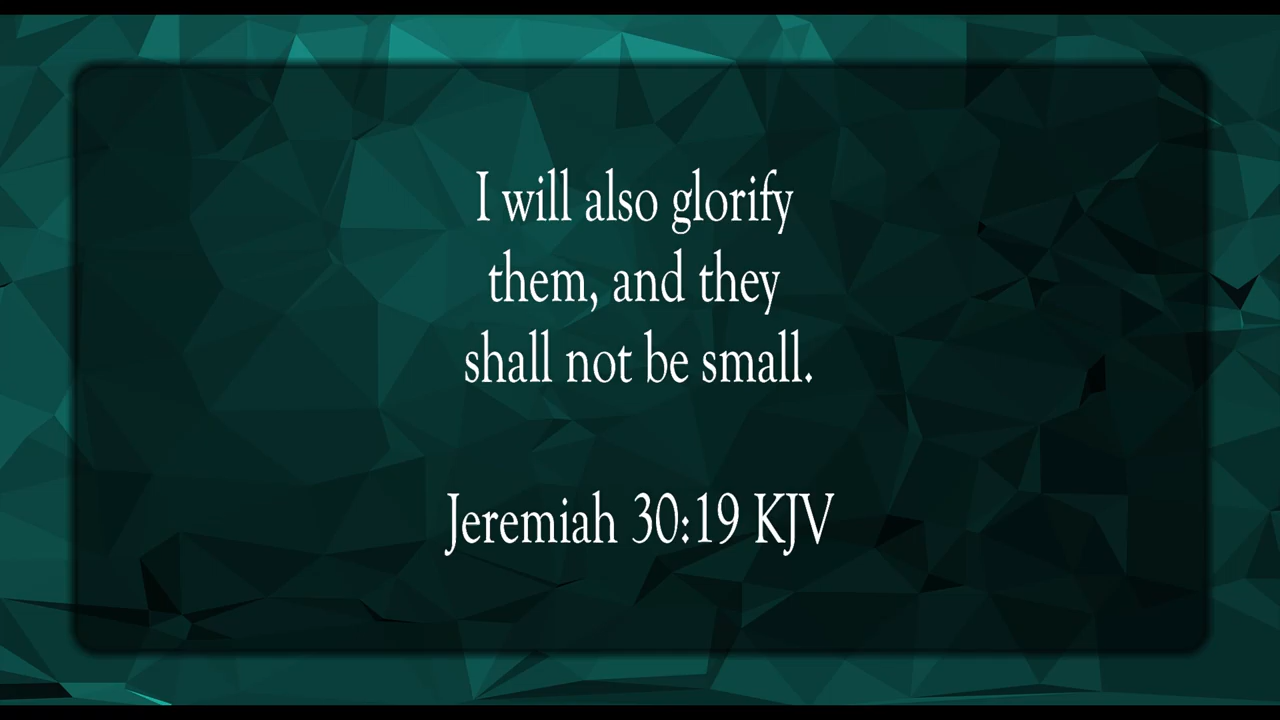 I will also glorify
them, and they
shall not be small.
Jeremiah 30:19 KJV